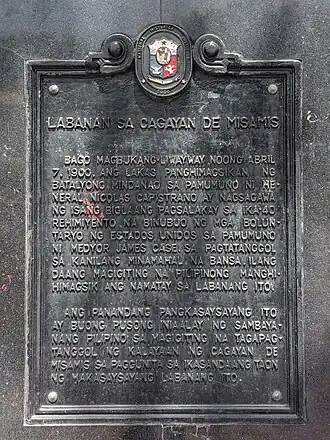 LABANAN SA CAGAYAN DE MISAMIS
BAGO MAGBUKANG-LIWAYWAY NOONG ABRIL
7, 1900, ANG LAKAS PANGHIMAGSIKAN NG
BATALYONG MINDANAO SA PAMUMUNO NI HE-
NERAL NICOLAS CAPISTRANO AY NAGSAGAWA
NG ISANG BIGLAANG PAGSALAKAY SA IKA-40
REHIMIYENTO NA BINUBUO NG MGA BOLUN-
TARYO NG ESTADOS UNIDOS SA PAMUMUNO
NI MEDYOR JAMES CASE. SA PAGTATANGGOL
SA KANILANG MINAMAHAL NA BANSA, ILANG
DAANG MAGIGITING NA PILIPINONG MANGHI-
HIMAGSIK ANG NAMATAY SA LABANANG ITO.
ANG PANANDANG PANGKASAYSAYANG ITO
AY BUONG PUSONG INIAALAY NG SAMBAYA-
NANG PILIPINO SA MAGIGITING NA TAGAPAG-
TANGGOL NG KALAYAAN NG CAGAYAN DE
MISAMIS SA PAGGUNITA SA IKASANDAANG TAON
NG MAKASAYSAYANG LABANANG ITO.